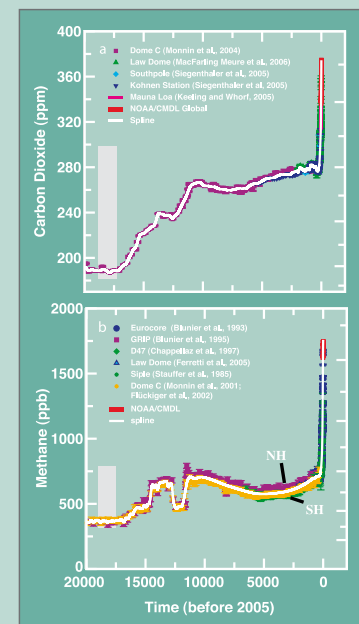 400
360
320
280
240
200
Carbon Dioxide (ppm)
a
Dome C (Monnin et al., 2004)
Law Dome (MacFarling Meure et al., 2006)
Southpole (Siegenthaler et al., 2005)
Kohnen Station (Siegenthaler et al. 2005)
Mauna Loa (Keeling and Whorf, 2005)
NOAA/CMDL Global
Spline
2000
1500
1000
500
0
Methane (ppb)
b
Eurocore (Blunier et al., 1993)
GRIP (Blunier et al., 1995)
D47 (Chappellaz et al., 1997)
Law Dome (Ferretti et al., 2005)
Siple (Stauffer et al., 1985)
Dome C (Monnin et al. 2001;
Flückiger et al., 2002)
NOAA/CMDL
spline
NH
SH
20000 15000 10000 5000 0
Time (before 2005)